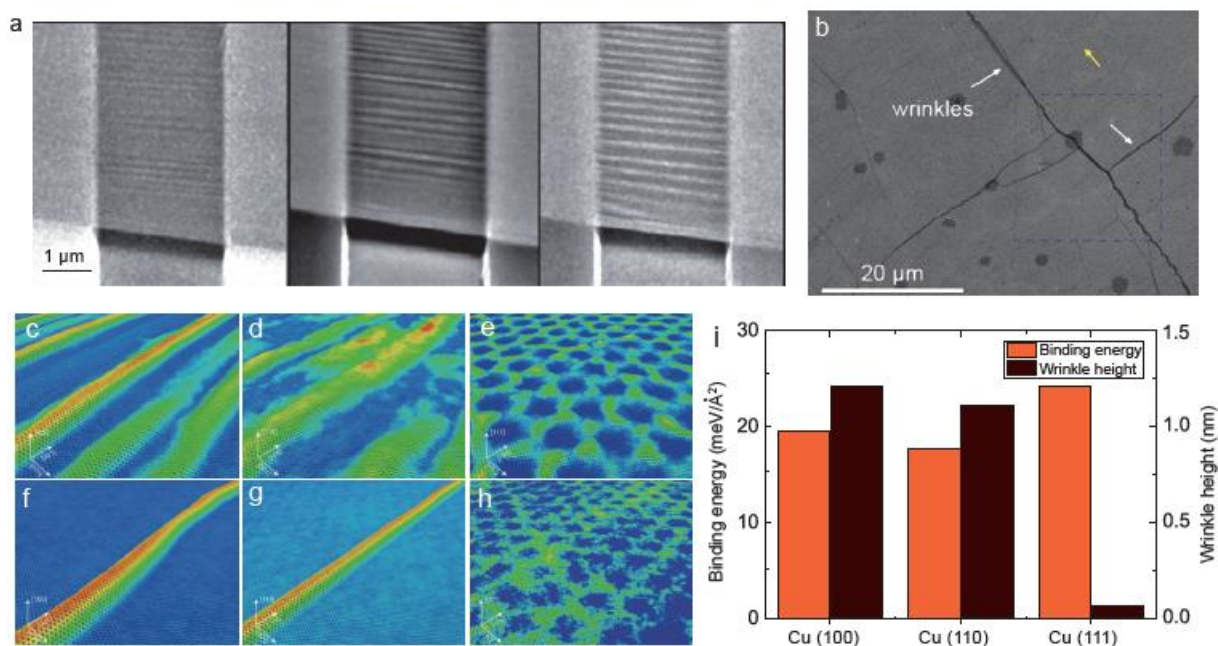 a
1 µm
b
wrinkles
20 µm
c
d
e
f
g
h
i
30
20
10
0
Binding energy (meV/Å²)
Binding energy
Wrinkle height
1.5
1.0
0.5
0.0
Wrinkle height (nm)
Cu (100)
Cu (110)
Cu (111)